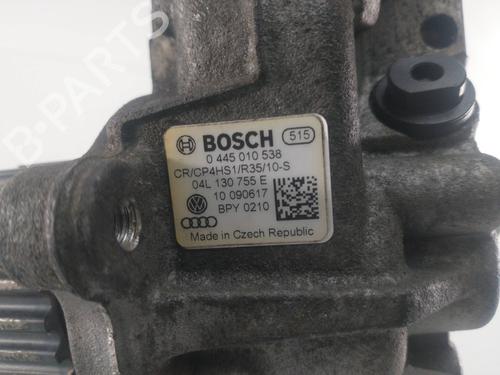 BOSCH 515
0 445 010 538
CR/CP4HS1/R35/10-S
04L 130 755 E
10 090617
BPY 0210
Made in Czech Republic
B-PARTS